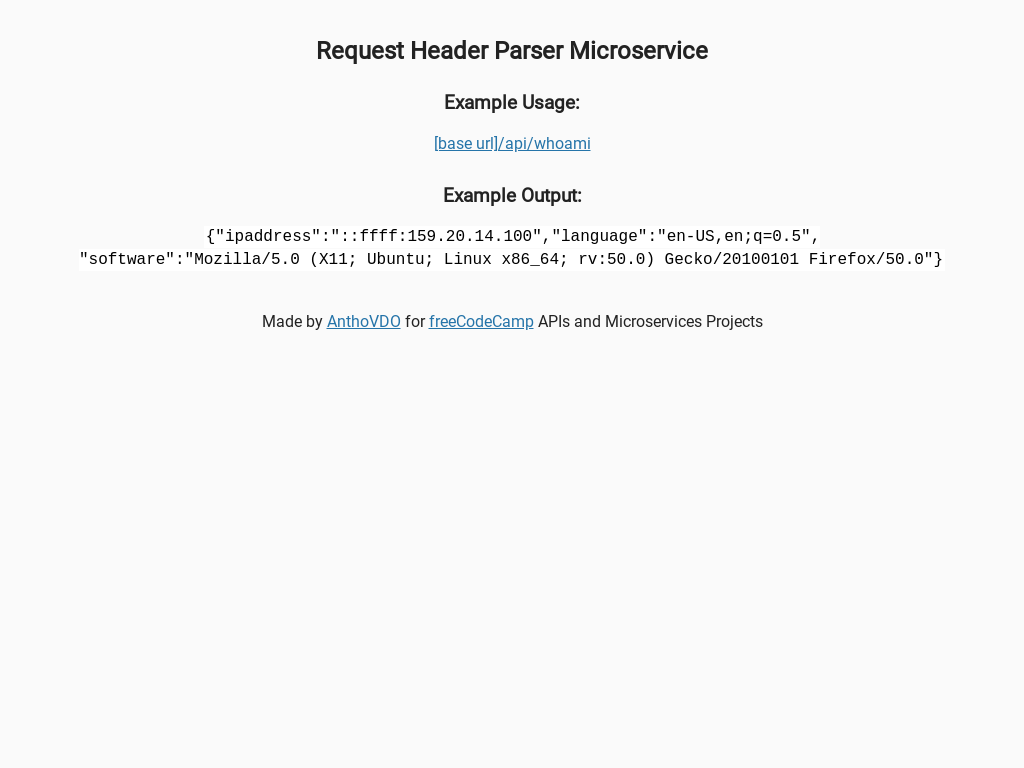 Request Header Parser Microservice
Example Usage:
[base url]/api/whoami
Example Output:
{"ipaddress":"::ffff:159.20.14.100","language":"en-US,en;q=0.5",
"software":"Mozilla/5.0 (X11; Ubuntu; Linux x86_64; rv:50.0) Gecko/20100101 Firefox/50.0"}
Made by AnthoVDO for freeCodeCamp APIs and Microservices Projects